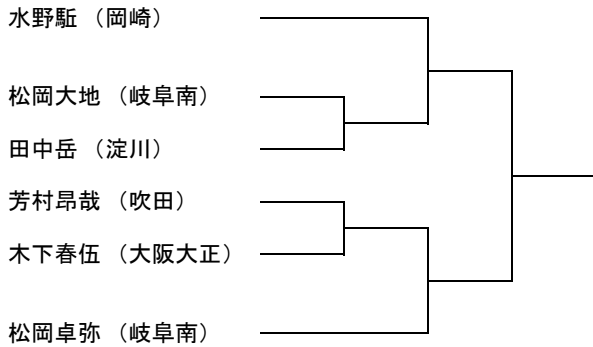 水野駈 （岡崎）
松岡大地 （岐阜南）
田中岳 （淀川）
芳村昂哉 （吹田）
木下春伍 （大阪大正）
松岡卓弥 （岐阜南）